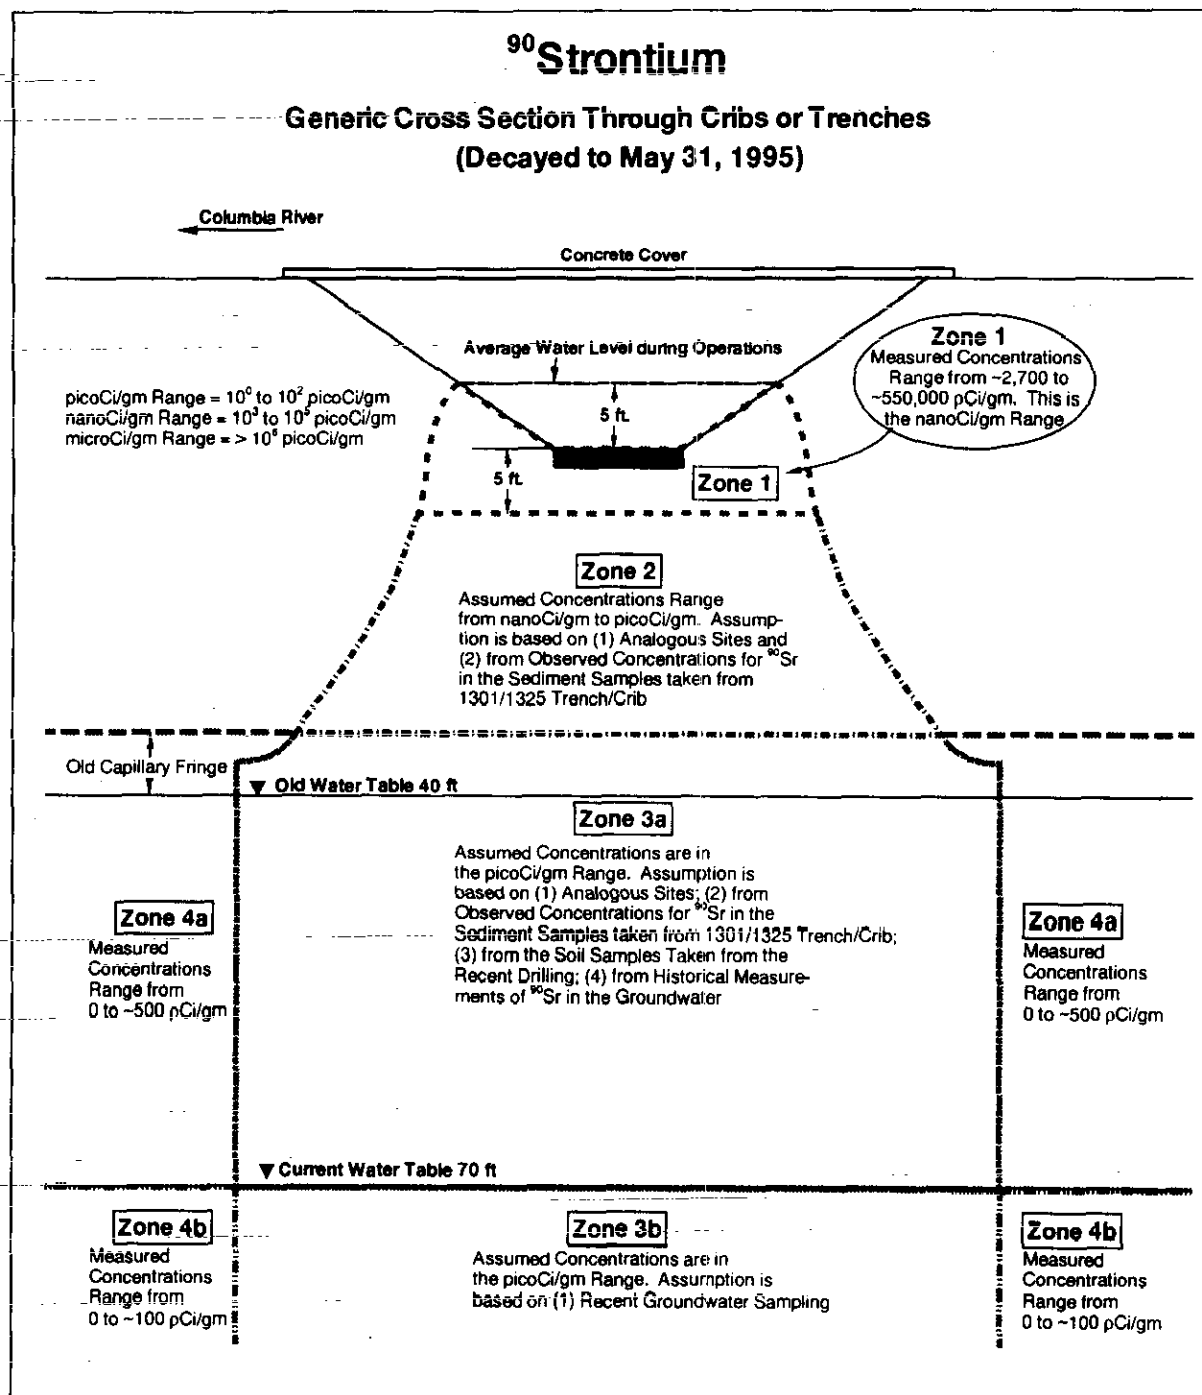 ⁹⁰Strontium
Generic Cross Section Through Cribs or Trenches
(Decayed to May 31, 1995)
Columbia River
Concrete Cover
Average Water Level during Operations
Zone 1
Measured Concentrations
Range from ~2,700 to
~550,000 ρCi/gm. This is
the nanoCi/gm Range
picoCi/gm Range = 10⁰ to 10² picoCi/gm
nanoCi/gm Range = 10³ to 10⁵ picoCi/gm
microCi/gm Range = > 10⁶ picoCi/gm
5 ft.
5 ft.
Zone 1
Zone 2
Assumed Concentrations Range
from nanoCi/gm to picoCi/gm. Assump-
tion is based on (1) Analogous Sites and
(2) from Observed Concentrations for ⁹⁰Sr
in the Sediment Samples taken from
1301/1325 Trench/Crib
Old Capillary Fringe
▼ Old Water Table 40 ft
Zone 3a
Assumed Concentrations are in
the picoCi/gm Range. Assumption is
based on (1) Analogous Sites; (2) from
Observed Concentrations for ⁹⁰Sr in the
Sediment Samples taken from 1301/1325 Trench/Crib;
(3) from the Soil Samples Taken from the
Recent Drilling; (4) from Historical Measure-
ments of ⁹⁰Sr in the Groundwater
Zone 4a
Measured
Concentrations
Range from
0 to ~500 ρCi/gm
Zone 4a
Measured
Concentrations
Range from
0 to ~500 ρCi/gm
▼ Current Water Table 70 ft
Zone 4b
Measured
Concentrations
Range from
0 to ~100 ρCi/gm
Zone 3b
Assumed Concentrations are in
the picoCi/gm Range. Assumption is
based on (1) Recent Groundwater Sampling
Zone 4b
Measured
Concentrations
Range from
0 to ~100 ρCi/gm